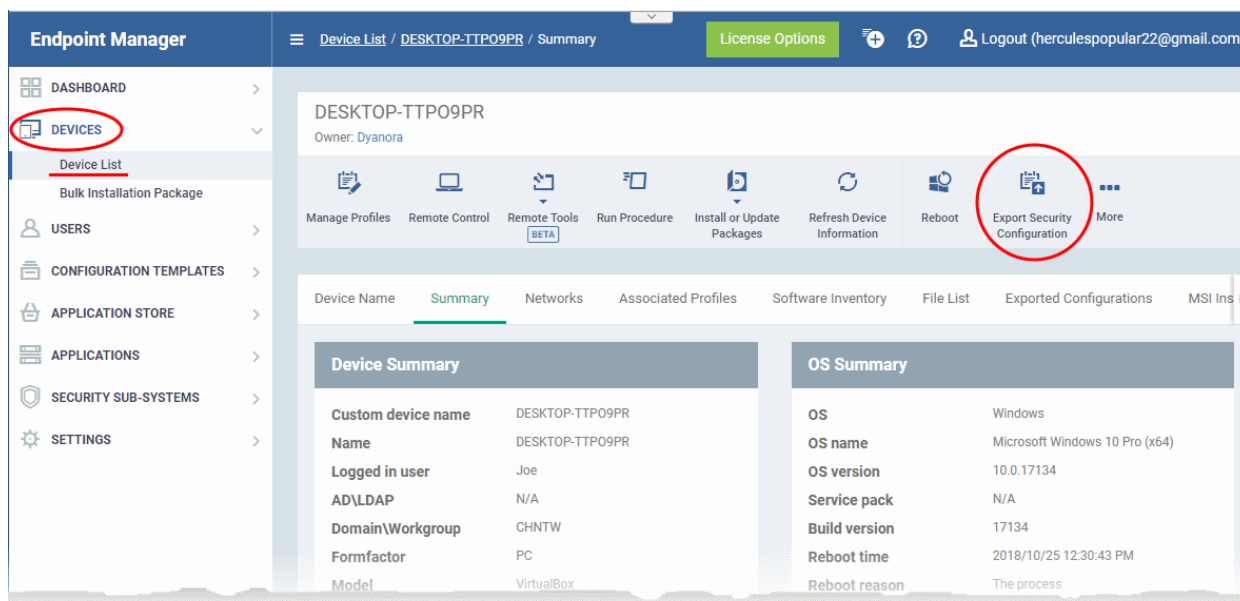 Endpoint Manager
Device List / DESKTOP-TTPO9PR / Summary
License Options
Logout (herculespopular22@gmail.com
DASHBOARD
DEVICES
Device List
Bulk Installation Package
USERS
CONFIGURATION TEMPLATES
APPLICATION STORE
APPLICATIONS
SECURITY SUB-SYSTEMS
SETTINGS
DESKTOP-TTPO9PR
Owner: Dyanora
Manage Profiles
Remote Control
Remote Tools
BETA
Run Procedure
Install or Update
Packages
Refresh Device
Information
Reboot
Export Security
Configuration
More
Device Name
Summary
Networks
Associated Profiles
Software Inventory
File List
Exported Configurations
MSI Ins
Device Summary
Custom device name DESKTOP-TTPO9PR
Name DESKTOP-TTPO9PR
Logged in user Joe
AD\LDAP N/A
Domain\Workgroup CHNTW
Formfactor PC
Model VirtualBox
OS Summary
OS Windows
OS name Microsoft Windows 10 Pro (x64)
OS version 10.0.17134
Service pack N/A
Build version 17134
Reboot time 2018/10/25 12:30:43 PM
Reboot reason The process